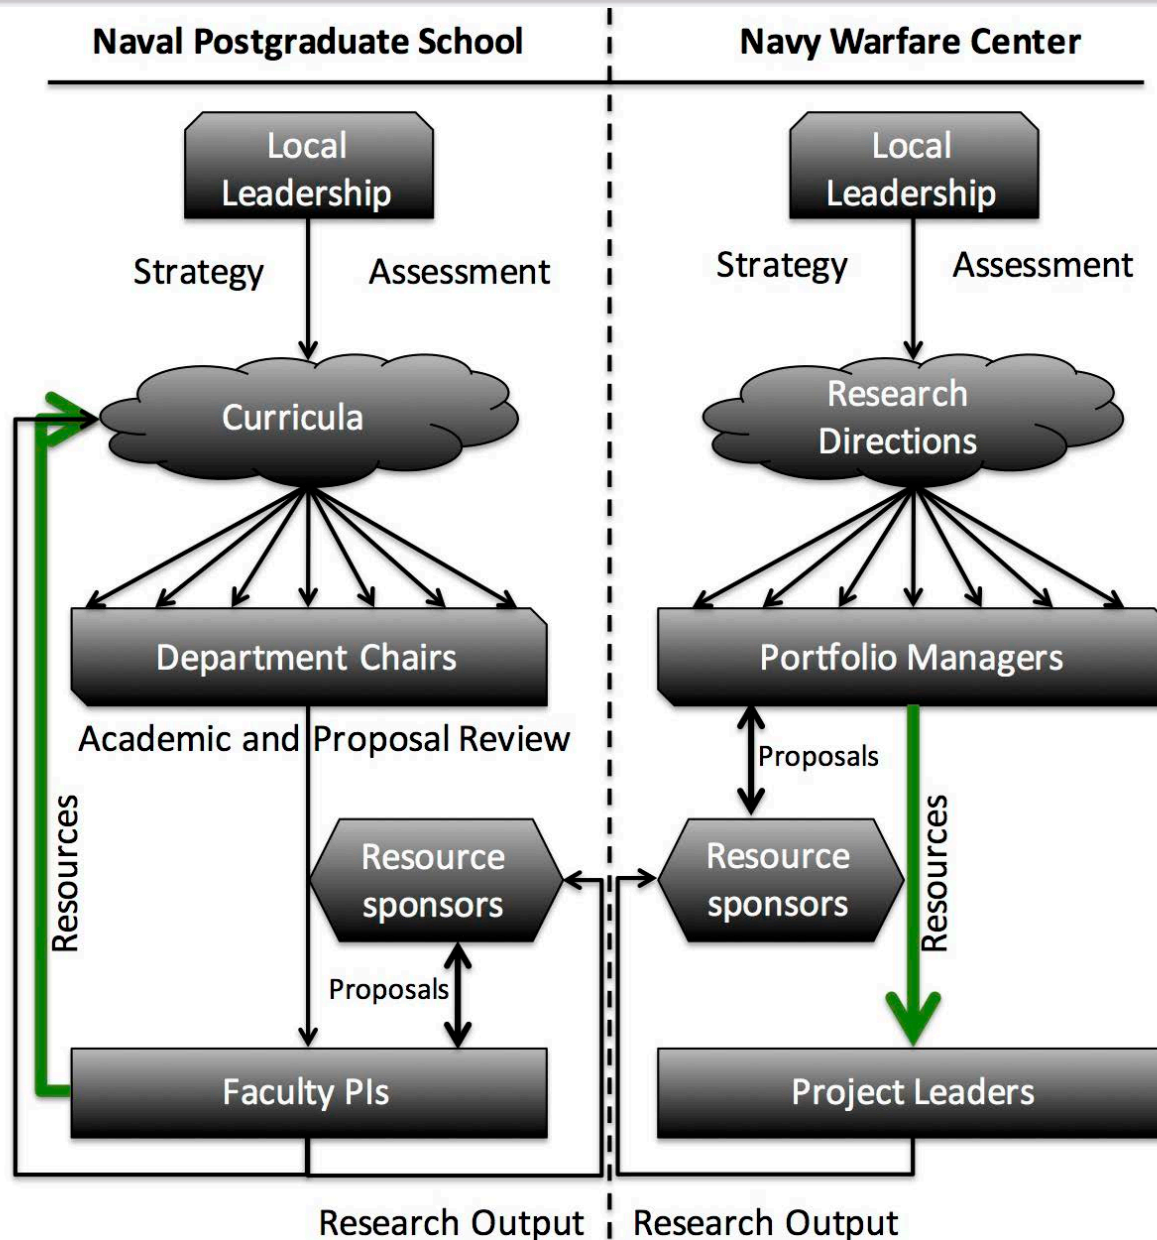 Naval Postgraduate School
Navy Warfare Center
Local
Leadership
Local
Leadership
Strategy
Assessment
Strategy
Assessment
Curricula
Research
Directions
Department Chairs
Portfolio Managers
Academic and Proposal Review
Proposals
Resources
Resource
sponsors
Resource
sponsors
Resources
Proposals
Faculty PIs
Project Leaders
Research Output
Research Output